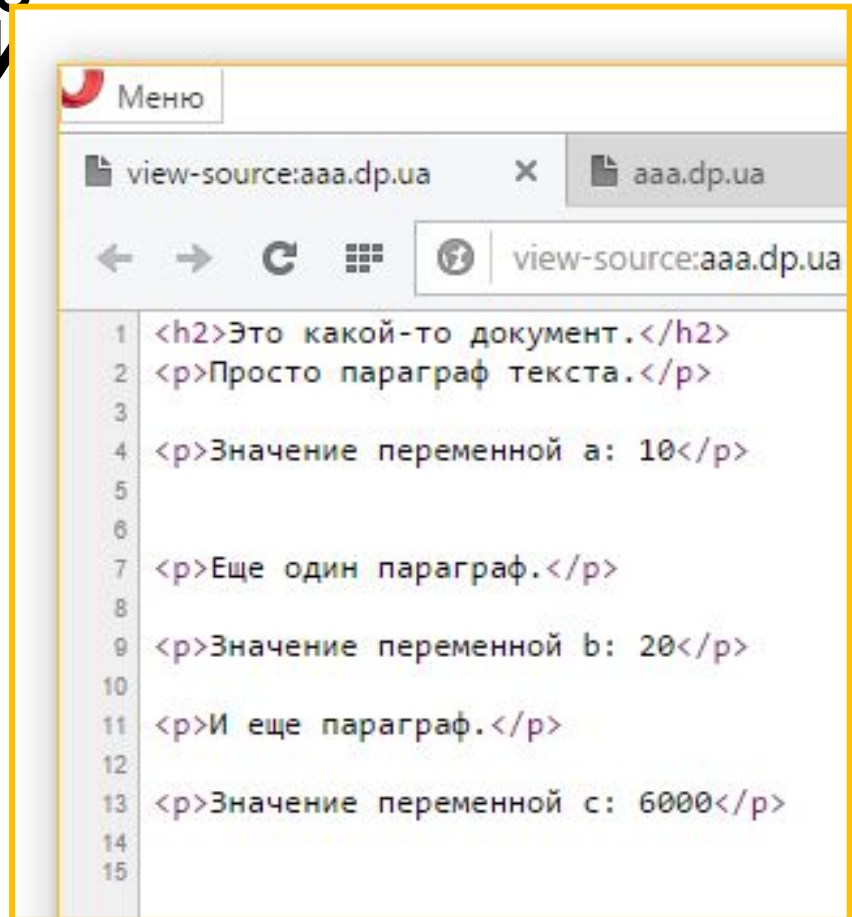 Меню
view-source:aaa.dp.ua
aaa.dp.ua
view-source:aaa.dp.ua
1 <h2>Это какой-то документ.</h2>
2 <p>Просто параграф текста.</p>
3
4 <p>Значение переменной a: 10</p>
5
6
7 <p>Еще один параграф.</p>
8
9 <p>Значение переменной b: 20</p>
10
11 <p>И еще параграф.</p>
12
13 <p>Значение переменной c: 6000</p>
14
15